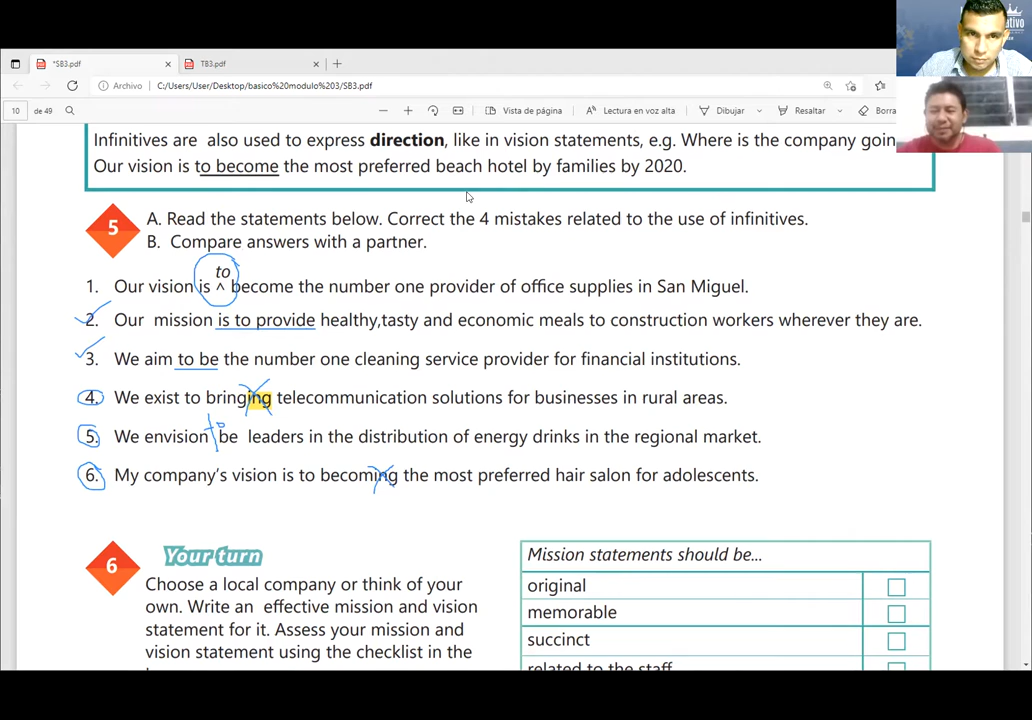 *SB3.pdf
TB3.pdf
Archivo C:/Users/User/Desktop/basico%20modulo%203/SB3.pdf
10 de 49 Vista de página Lectura en voz alta Dibujar Resaltar Borra
Infinitives are also used to express direction, like in vision statements, e.g. Where is the company goin
Our vision is to become the most preferred beach hotel by families by 2020.
5 A. Read the statements below. Correct the 4 mistakes related to the use of infinitives.
B. Compare answers with a partner.
to
1. Our vision is ^ become the number one provider of office supplies in San Miguel.
2. Our mission is to provide healthy,tasty and economic meals to construction workers wherever they are.
3. We aim to be the number one cleaning service provider for financial institutions.
4. We exist to bringing telecommunication solutions for businesses in rural areas.
to
5. We envision be leaders in the distribution of energy drinks in the regional market.
6. My company's vision is to becoming the most preferred hair salon for adolescents.
6 Your turn
Choose a local company or think of your
own. Write an effective mission and vision
statement for it. Assess your mission and
vision statement using the checklist in the
Mission statements should be...
original
memorable
succinct
related to the staff